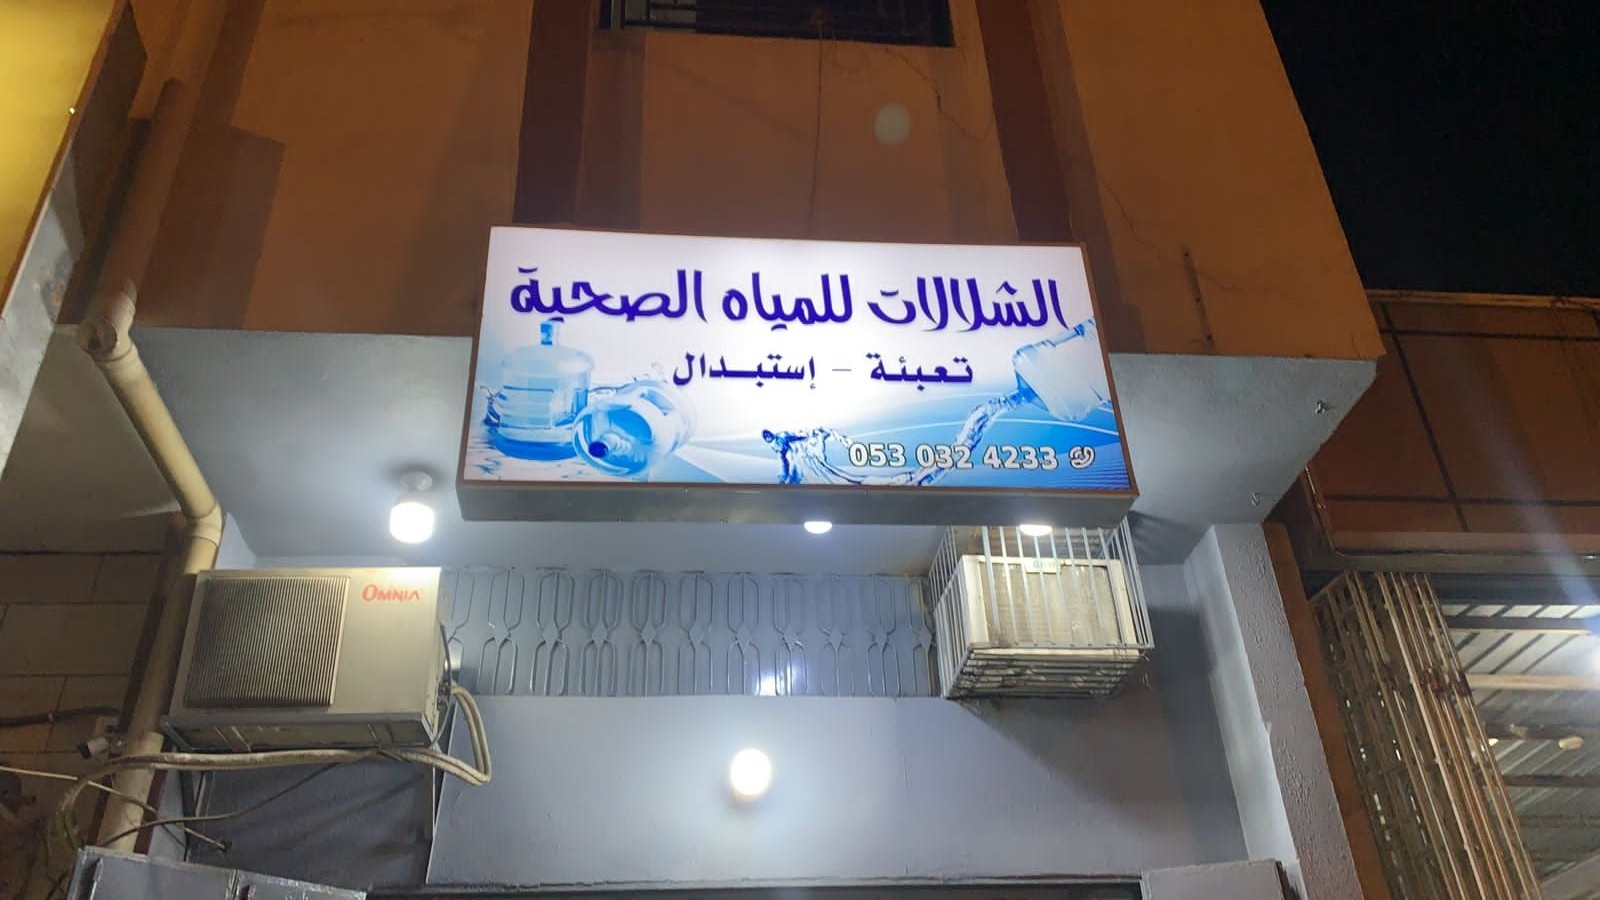 الشلالات للمياه الصحية
تعبئة - إستبدال
053 032 4233
OMNIA